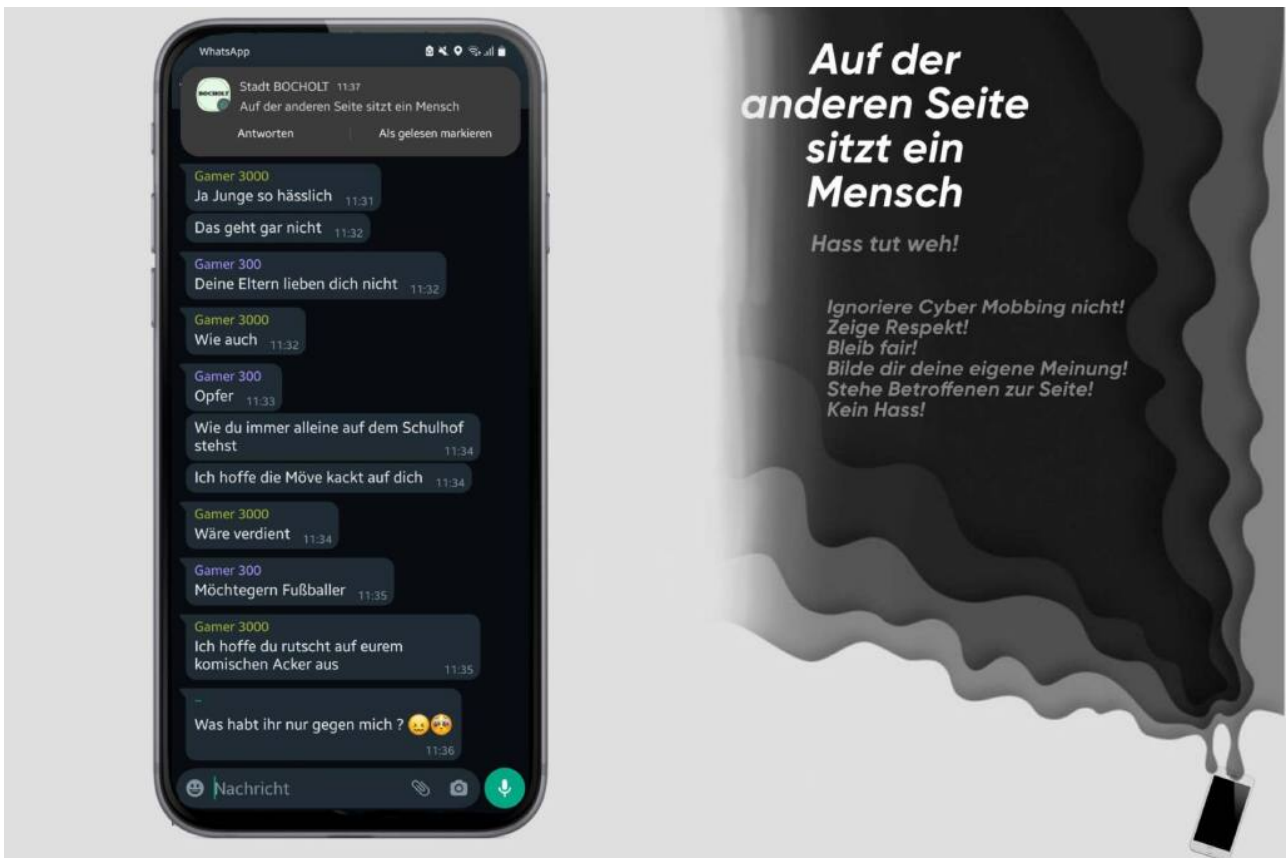 WhatsApp
BOCHOLT
Stadt BOCHOLT 11:37
Auf der anderen Seite sitzt ein Mensch
Antworten Als gelesen markieren
Gamer 3000
Ja Junge so hässlich 11:31
Das geht gar nicht 11:32
Gamer 300
Deine Eltern lieben dich nicht 11:32
Gamer 3000
Wie auch 11:32
Gamer 300
Opfer 11:33
Wie du immer alleine auf dem Schulhof
stehst 11:34
Ich hoffe die Möve kackt auf dich 11:34
Gamer 3000
Wäre verdient 11:34
Gamer 300
Möchtegern Fußballer 11:35
Gamer 3000
Ich hoffe du rutscht auf eurem
komischen Acker aus 11:35
Was habt ihr nur gegen mich ? 😖🥺
11:36
Nachricht
Auf der
anderen Seite
sitzt ein
Mensch
Hass tut weh!
Ignoriere Cyber Mobbing nicht!
Zeige Respekt!
Bleib fair!
Bilde dir deine eigene Meinung!
Stehe Betroffenen zur Seite!
Kein Hass!